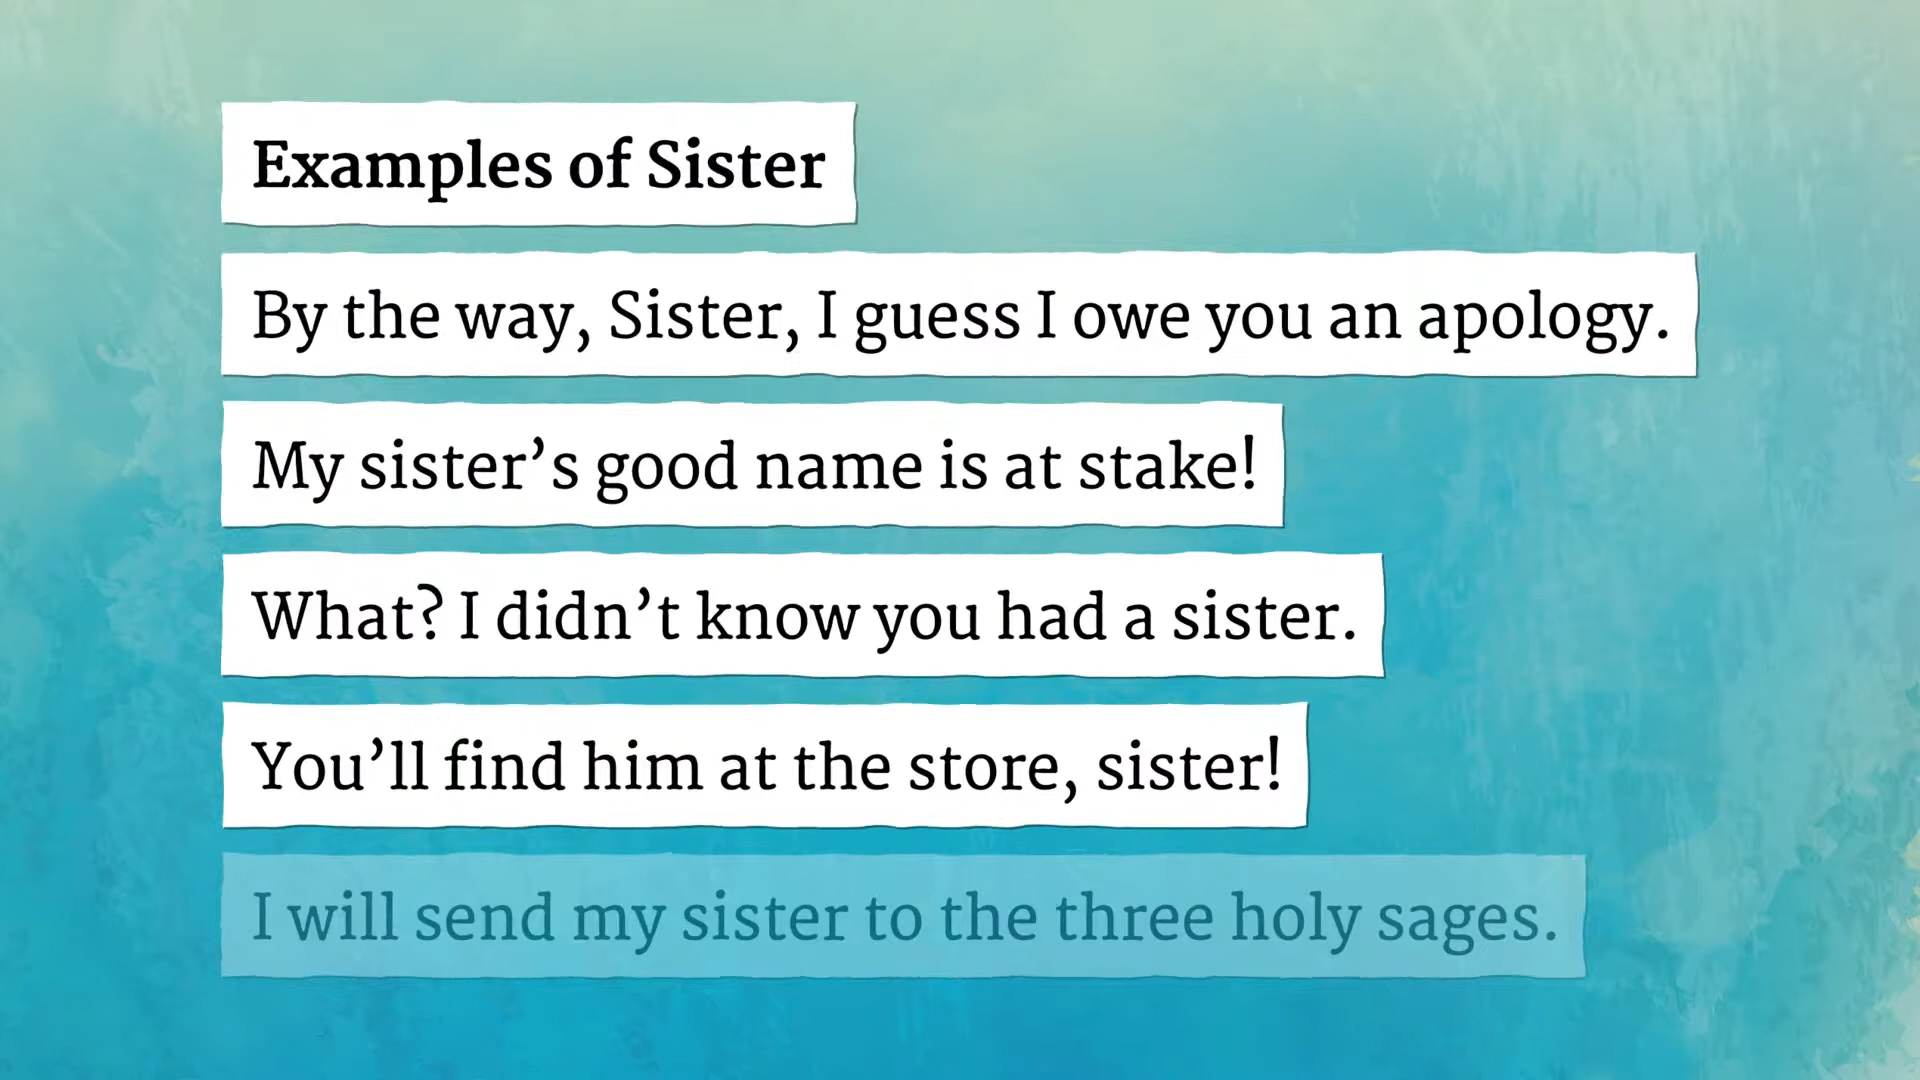 Examples of Sister
By the way, Sister, I guess I owe you an apology.
My sister’s good name is at stake!
What? I didn’t know you had a sister.
You’ll find him at the store, sister!
I will send my sister to the three holy sages.